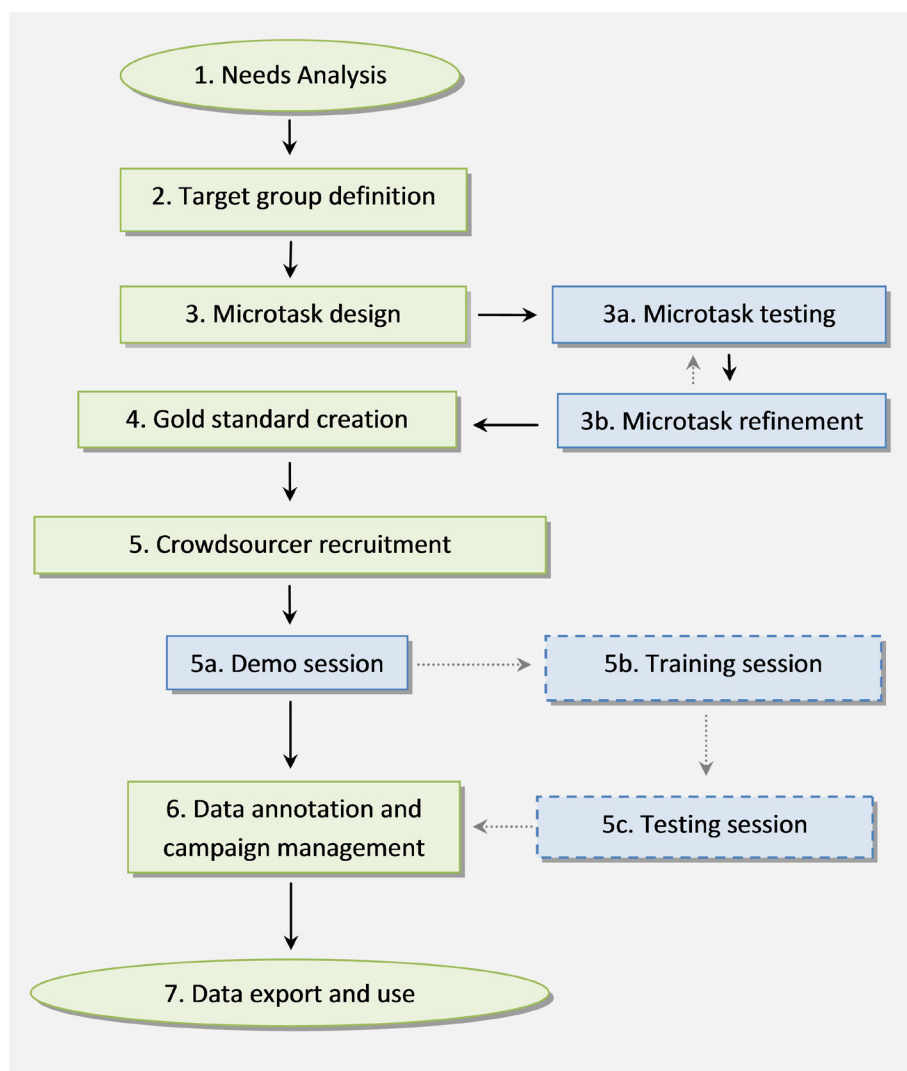 1. Needs Analysis
2. Target group definition
3. Microtask design
3a. Microtask testing
3b. Microtask refinement
4. Gold standard creation
5. Crowdsourcer recruitment
5a. Demo session
5b. Training session
5c. Testing session
6. Data annotation and
campaign management
7. Data export and use